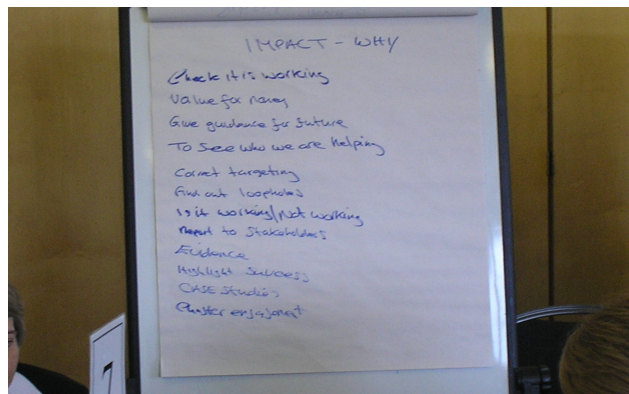 IMPACT - WHY
Check it is working
Value for money
Give guidance for future
To see who we are helping
Correct targeting
Find out loopholes
Is it working/not working
Report to Stakeholders
Evidence
Highlight Success
CASE Studies
Cluster engagement
7